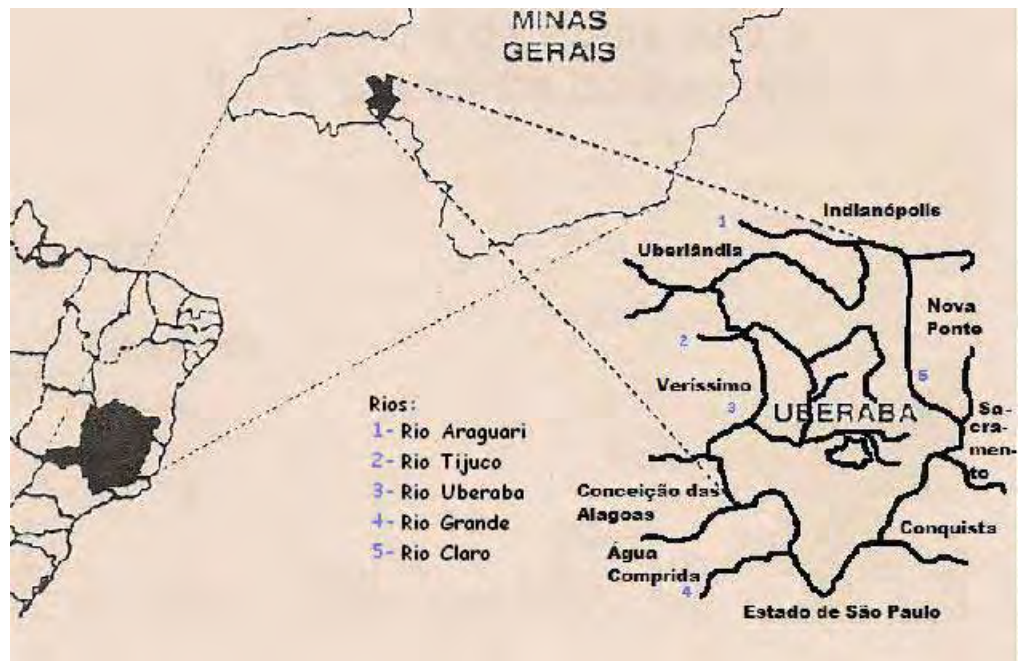 MINAS
GERAIS
Indianópolis
1
Uberlândia
Nova
Ponte
2
5
Veríssimo
3
UBERABA
Sa-
cra-
men-
to
Rios:
1- Rio Araguari
2- Rio Tijuco
3- Rio Uberaba
4- Rio Grande
5- Rio Claro
Conceição das
Alagoas
Conquista
Água
Comprida
4
Estado de São Paulo